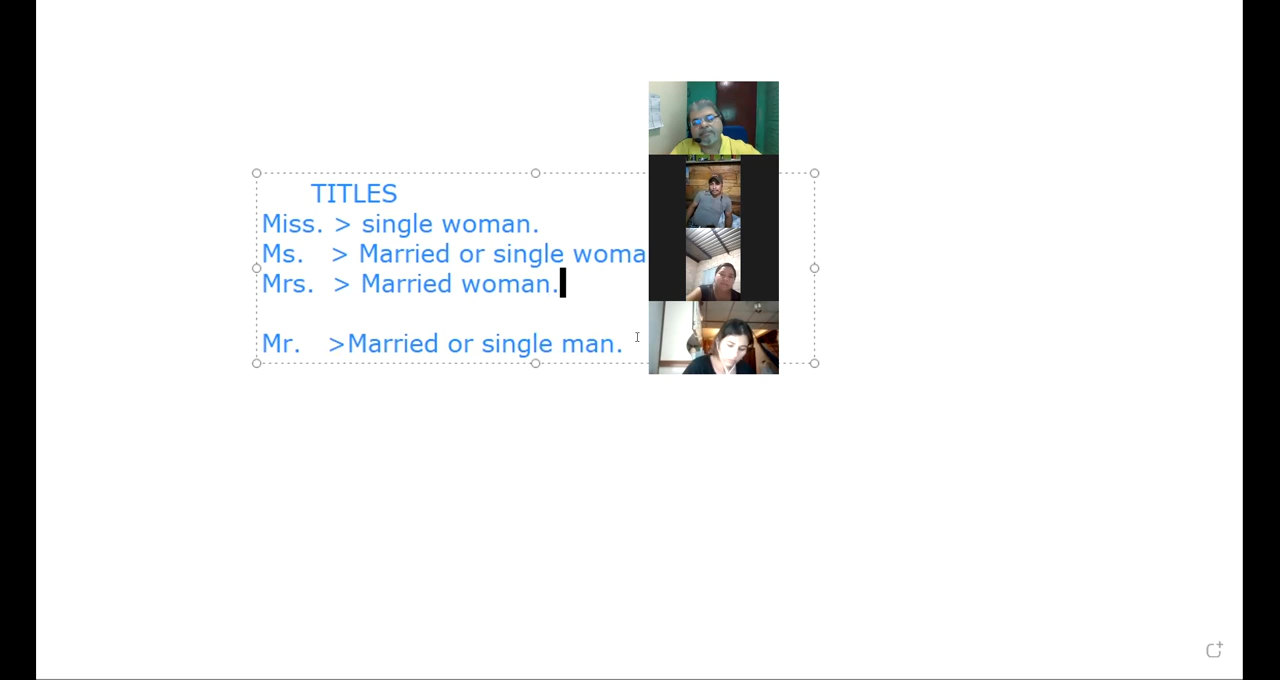 TITLES
Miss. > single woman.
Ms. > Married or single woma
Mrs. > Married woman.
Mr. >Married or single man.